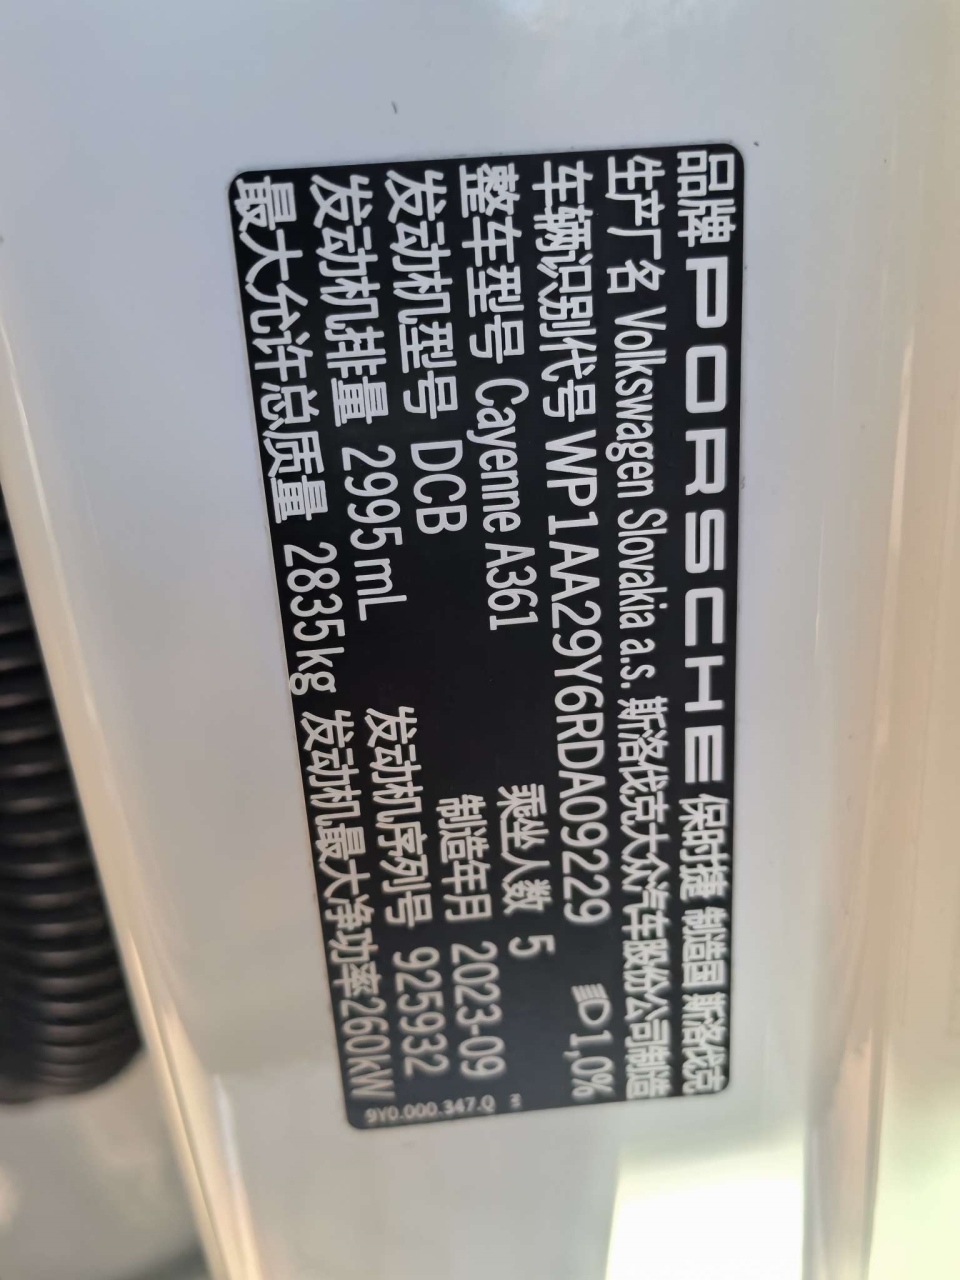 品牌 PORSCHE 保时捷 制造国 斯洛伐克
生产厂名 Volkswagen Slovakia a.s. 斯洛伐克大众汽车股份公司制造
车辆识别代号 WP1AA29Y6RDA09229 1,0%
整车型号 Cayenne A361 乘坐人数 5
发动机型号 DCB 制造年月 2023-09
发动机排量 2995mL 发动机序列号 925932
最大允许总质量 2835kg 发动机最大净功率260kW
9Y0.000.347.Q